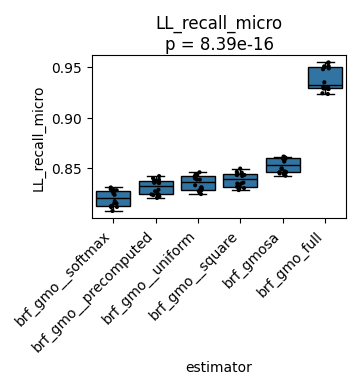 LL_recall_micro
p = 8.39e-16
LL_recall_micro
0.95
0.90
0.85
brf_gmo__softmax
brf_gmo__precomputed
brf_gmo__uniform
brf_gmo__square
brf_gmosa
brf_gmo_full
estimator